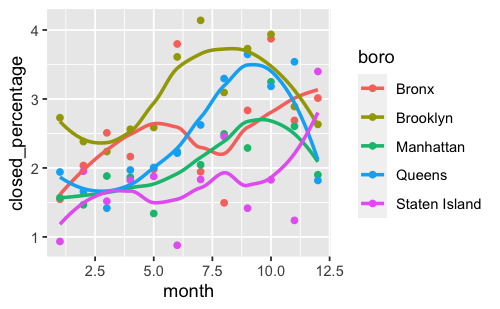 closed_percentage
4
3
2
1
2.5
5.0
7.5
10.0
12.5
month
boro
Bronx
Brooklyn
Manhattan
Queens
Staten Island